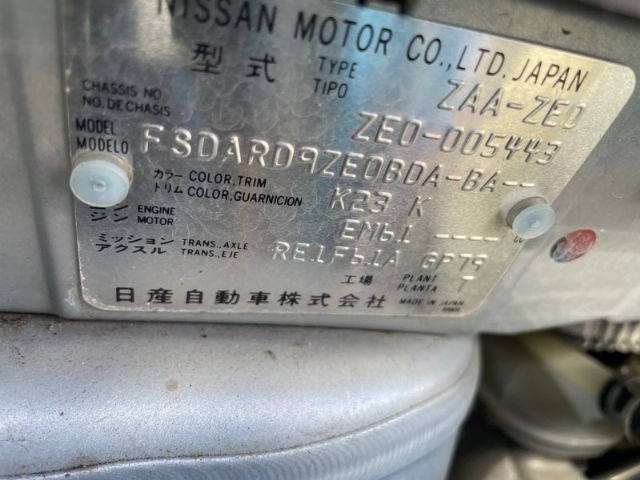 NISSAN MOTOR CO.,LTD. JAPAN
型式 TYPE TIPO ZAA-ZE0
CHASSIS NO NO, DE CHASIS ZE0-005443
MODEL MODELO FSDARD9ZE0BDA-BA--
カラー トリム COLOR,TRIM COLOR,GUARNICION K23 K
ジン ENGINE MOTOR EM61 ----
ミッション アクスル TRANS.,AXLE TRANS.,EJE RE1F61A GP79
工場 PLANT PLANTA T
日産自動車株式会社 MADE IN JAPAN